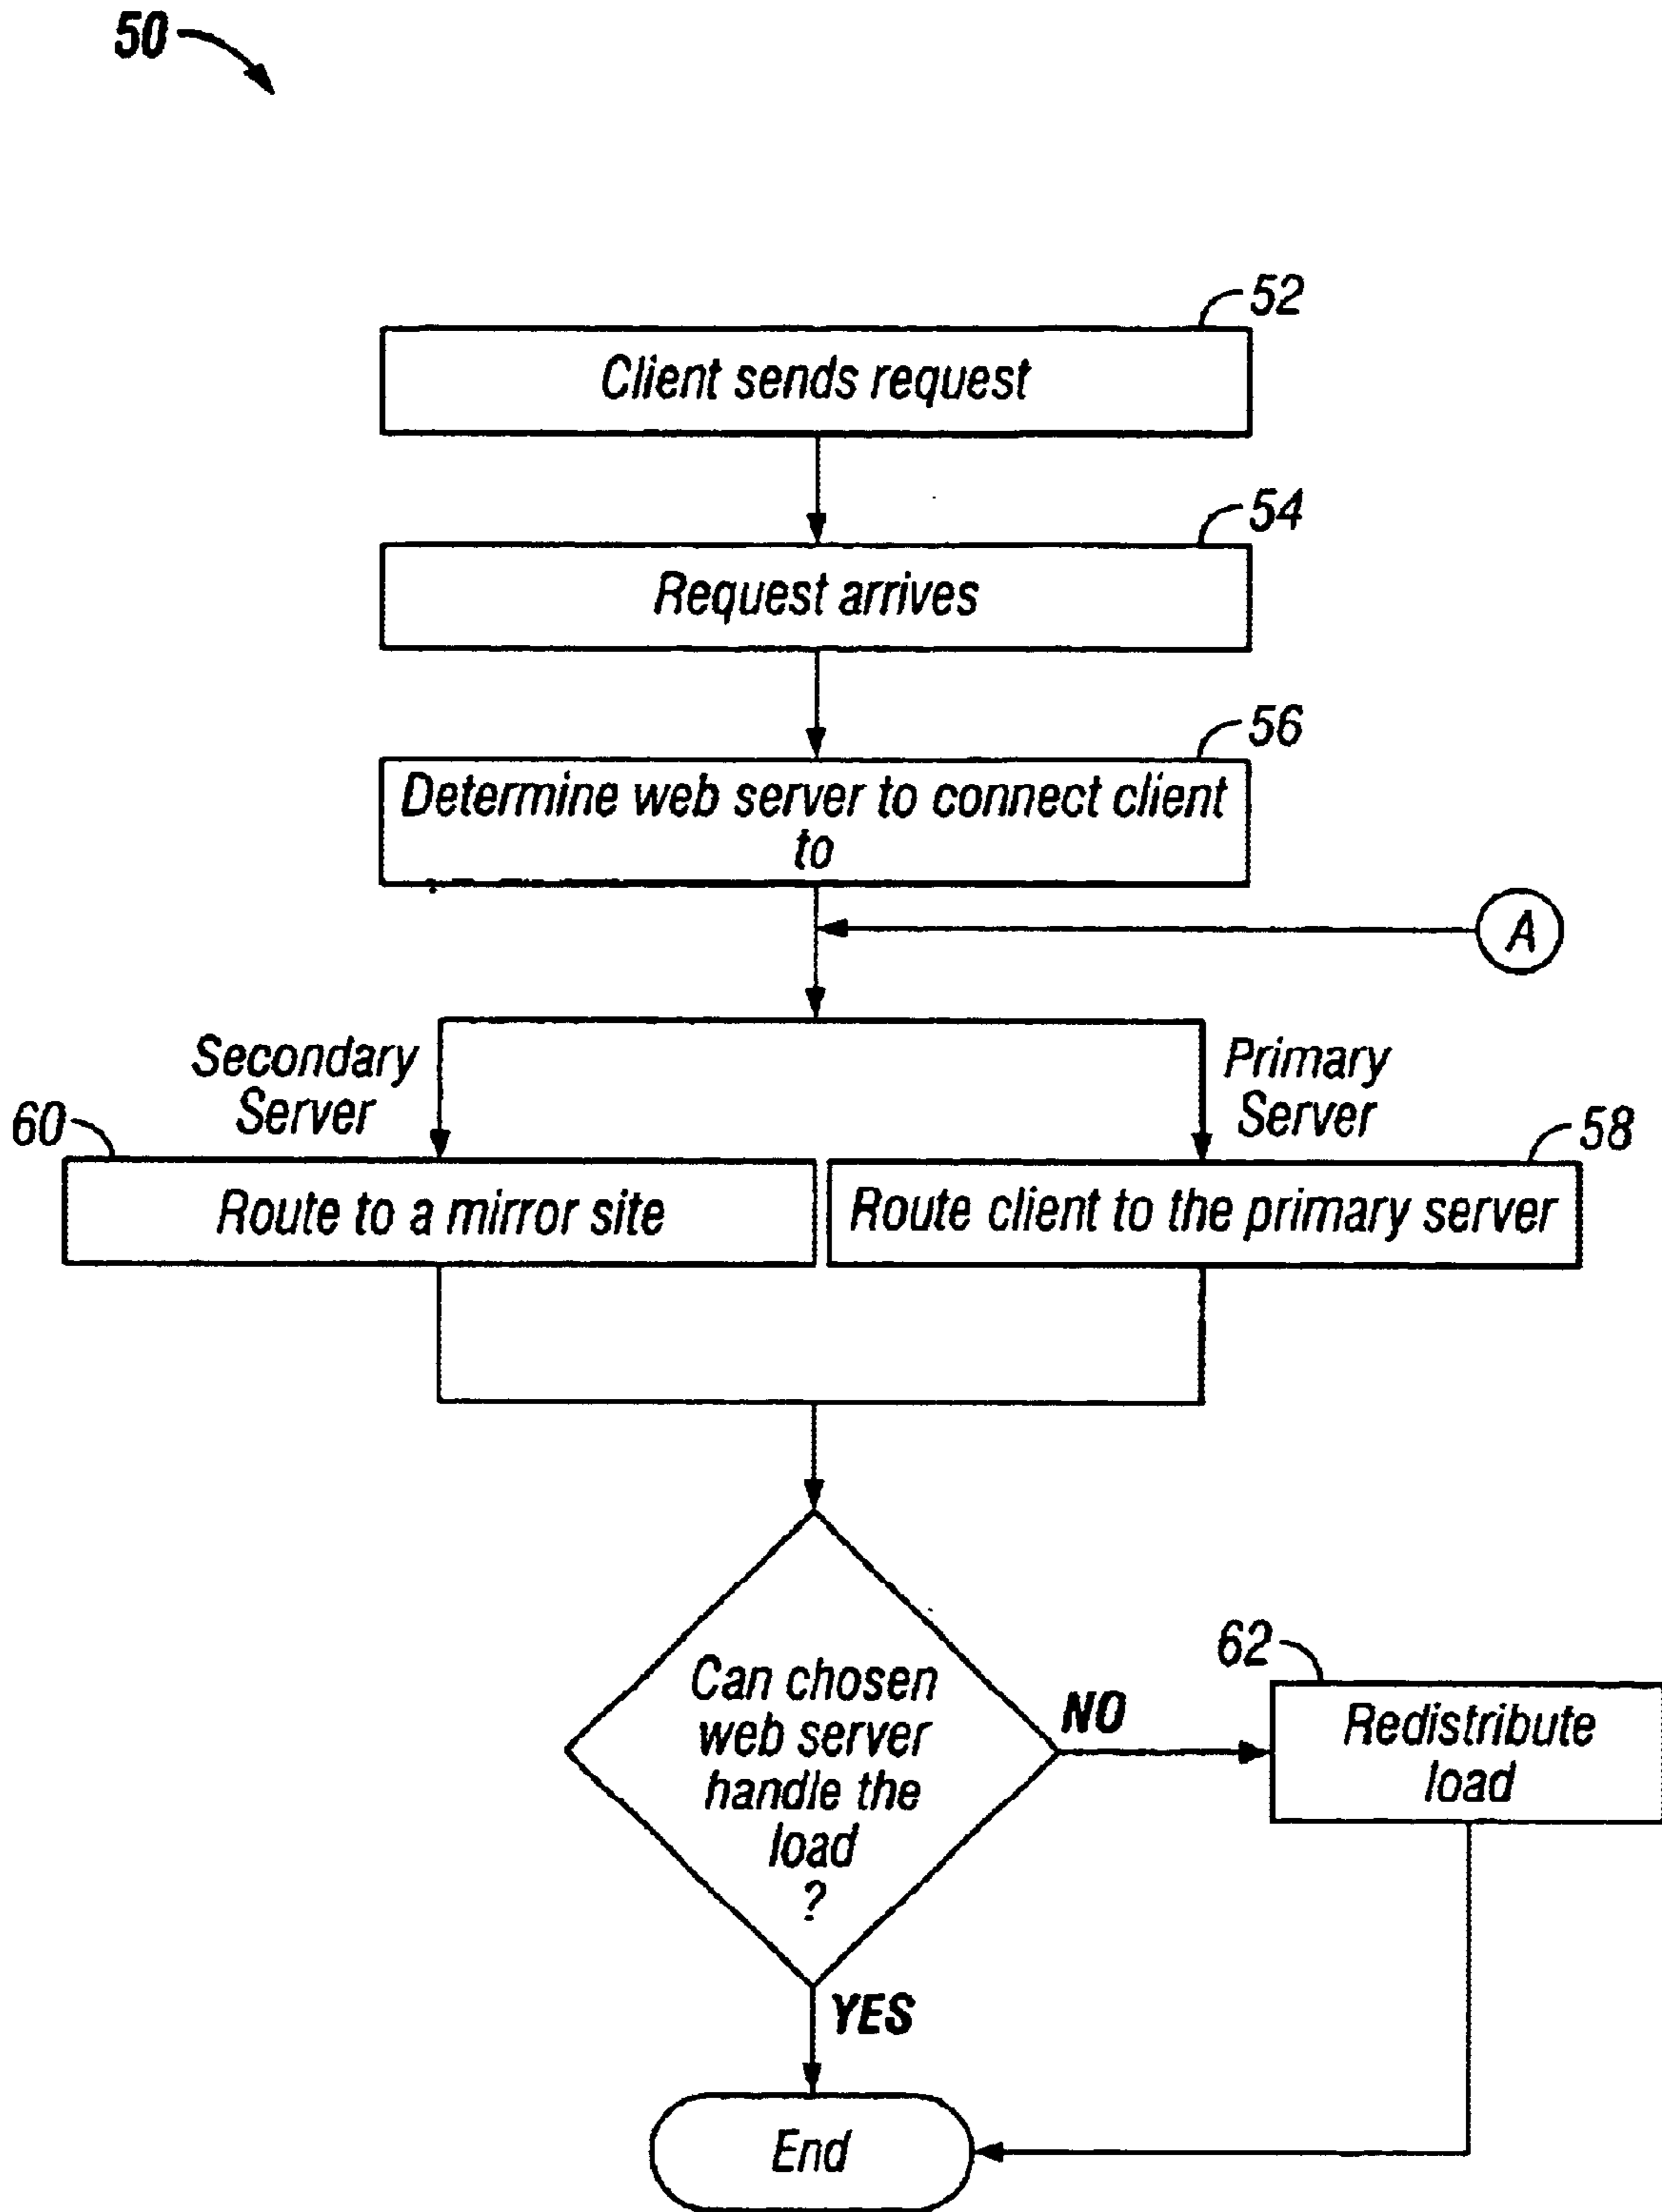 50
52
Client sends request
54
Request arrives
56
Determine web server to connect client
to
A
Secondary
Server
Primary
Server
60
58
Route to a mirror site
Route client to the primary server
Can chosen
web server
handle the
load
?
NO
62
Redistribute
load
YES
End